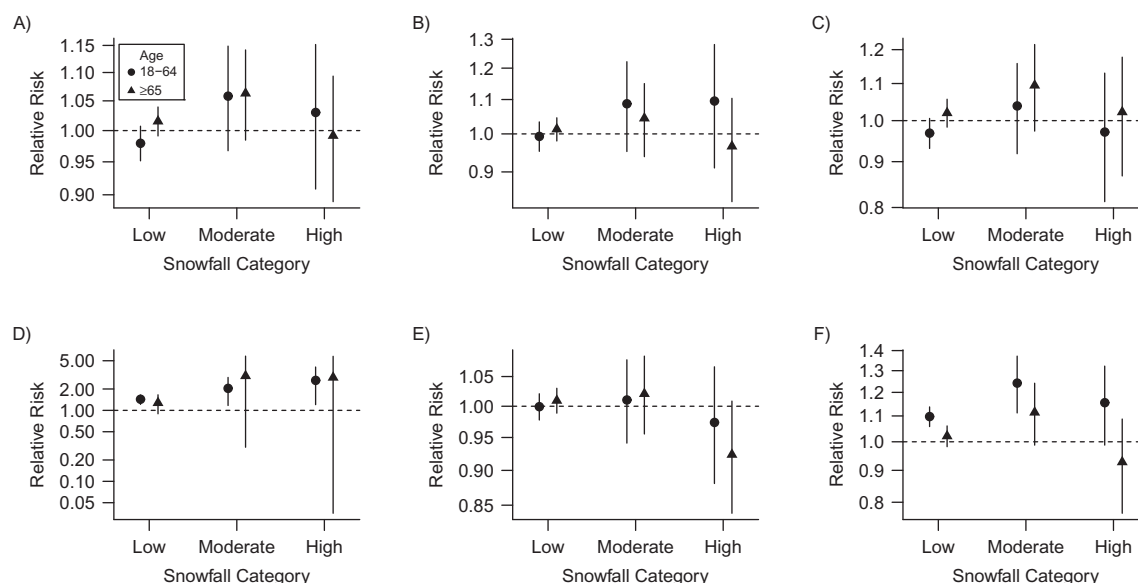 A)
Relative Risk
1.15
1.10
1.05
1.00
0.95
0.90
Age
18−64
≥65
Low Moderate High
Snowfall Category
B)
Relative Risk
1.3
1.2
1.1
1.0
0.9
Low Moderate High
Snowfall Category
C)
Relative Risk
1.2
1.1
1.0
0.9
0.8
Low Moderate High
Snowfall Category
D)
Relative Risk
5.00
2.00
1.00
0.50
0.20
0.10
0.05
Low Moderate High
Snowfall Category
E)
Relative Risk
1.05
1.00
0.95
0.90
0.85
Low Moderate High
Snowfall Category
F)
Relative Risk
1.4
1.3
1.2
1.1
1.0
0.9
0.8
Low Moderate High
Snowfall Category